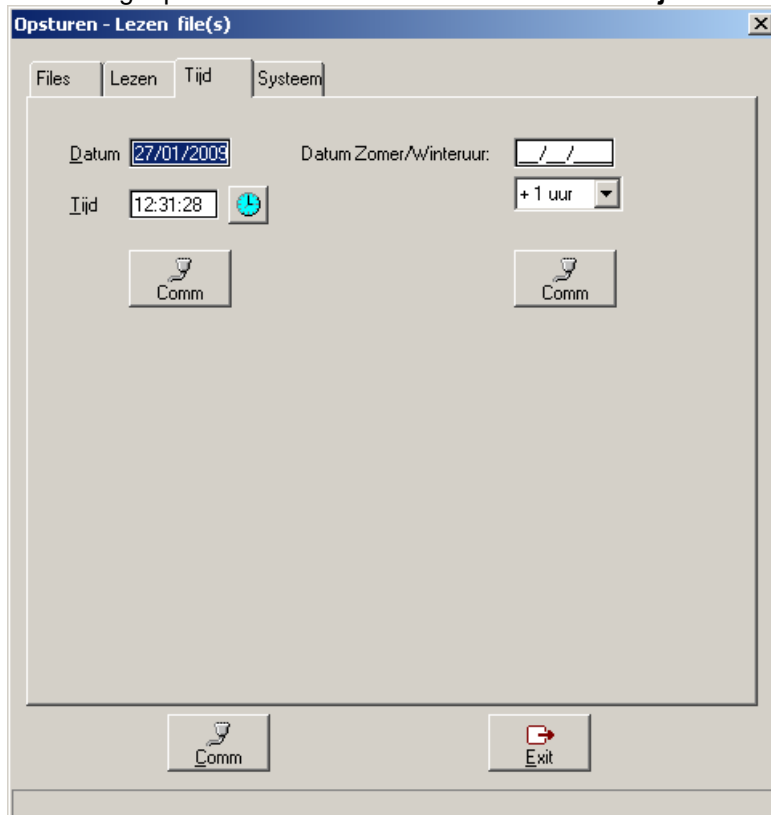 Opsturen - Lezen file(s)
Files Lezen Tijd Systeem
Datum 27/01/2009 Datum Zomer/Winteruur: __/__/____
Tijd 12:31:28 + 1 uur
Comm Comm
Comm Exit